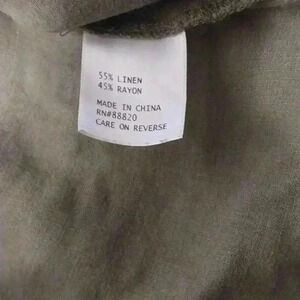 55% LINEN
45% RAYON
MADE IN CHINA
RN#88820
CARE ON REVERSE